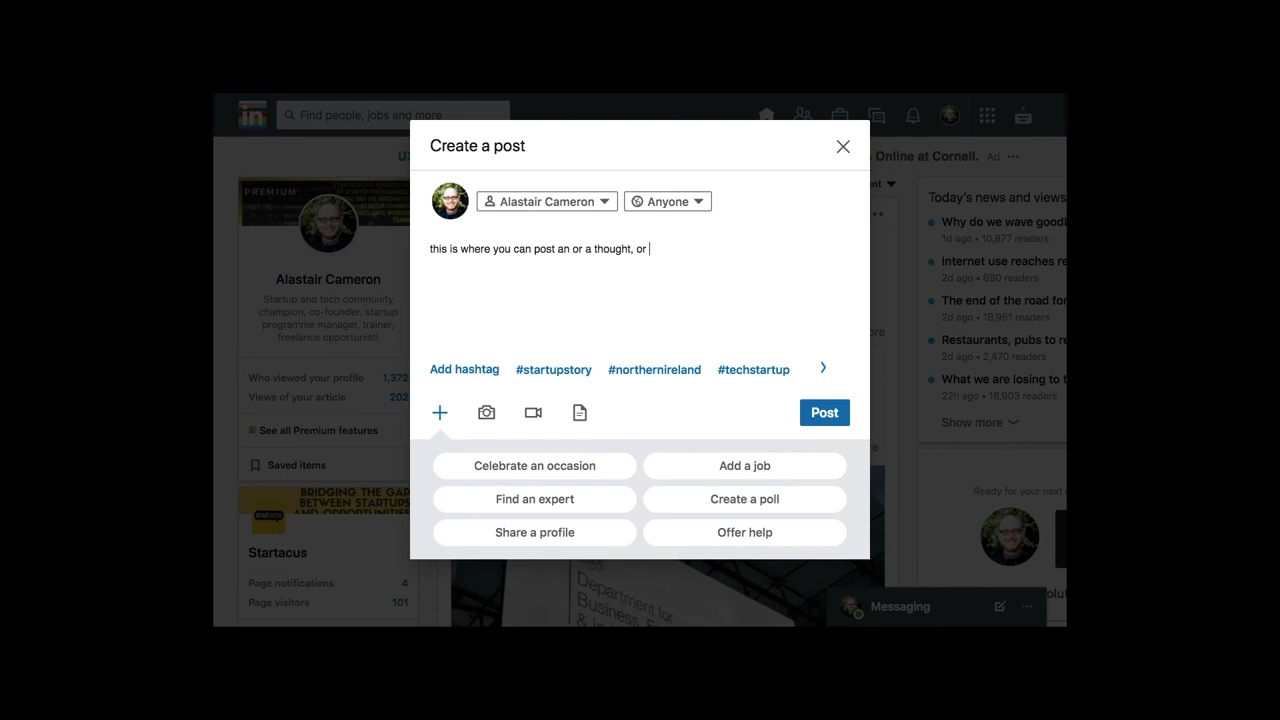 in
Find people, jobs and more
Online at Cornell. Ad
PREMIUM
Alastair Cameron
Startup and tech community
champion, co-founder, startup
programme manager, trainer,
freelance opportunist!
Who viewed your profile 1,372
Views of your article 202
See all Premium features
Saved items
BRIDGING THE GAP
BETWEEN STARTUPS
AND OPPORTUNITIES
STARTACUS
Startacus
Page notifications 4
Page visitors 101
Create a post
Alastair Cameron
Anyone
this is where you can post an or a thought, or
Add hashtag #startupstory #northernireland #techstartup
Post
Celebrate an occasion
Add a job
Find an expert
Create a poll
Share a profile
Offer help
Today's news and views
Why do we wave goodb
1d ago • 10,877 readers
Internet use reaches re
2d ago • 690 readers
The end of the road for
2d ago • 18,951 readers
Restaurants, pubs to re
2d ago • 2,470 readers
What we are losing to t
22h ago • 16,903 readers
Show more
Ready for your next
Department for
Business, E
Messaging